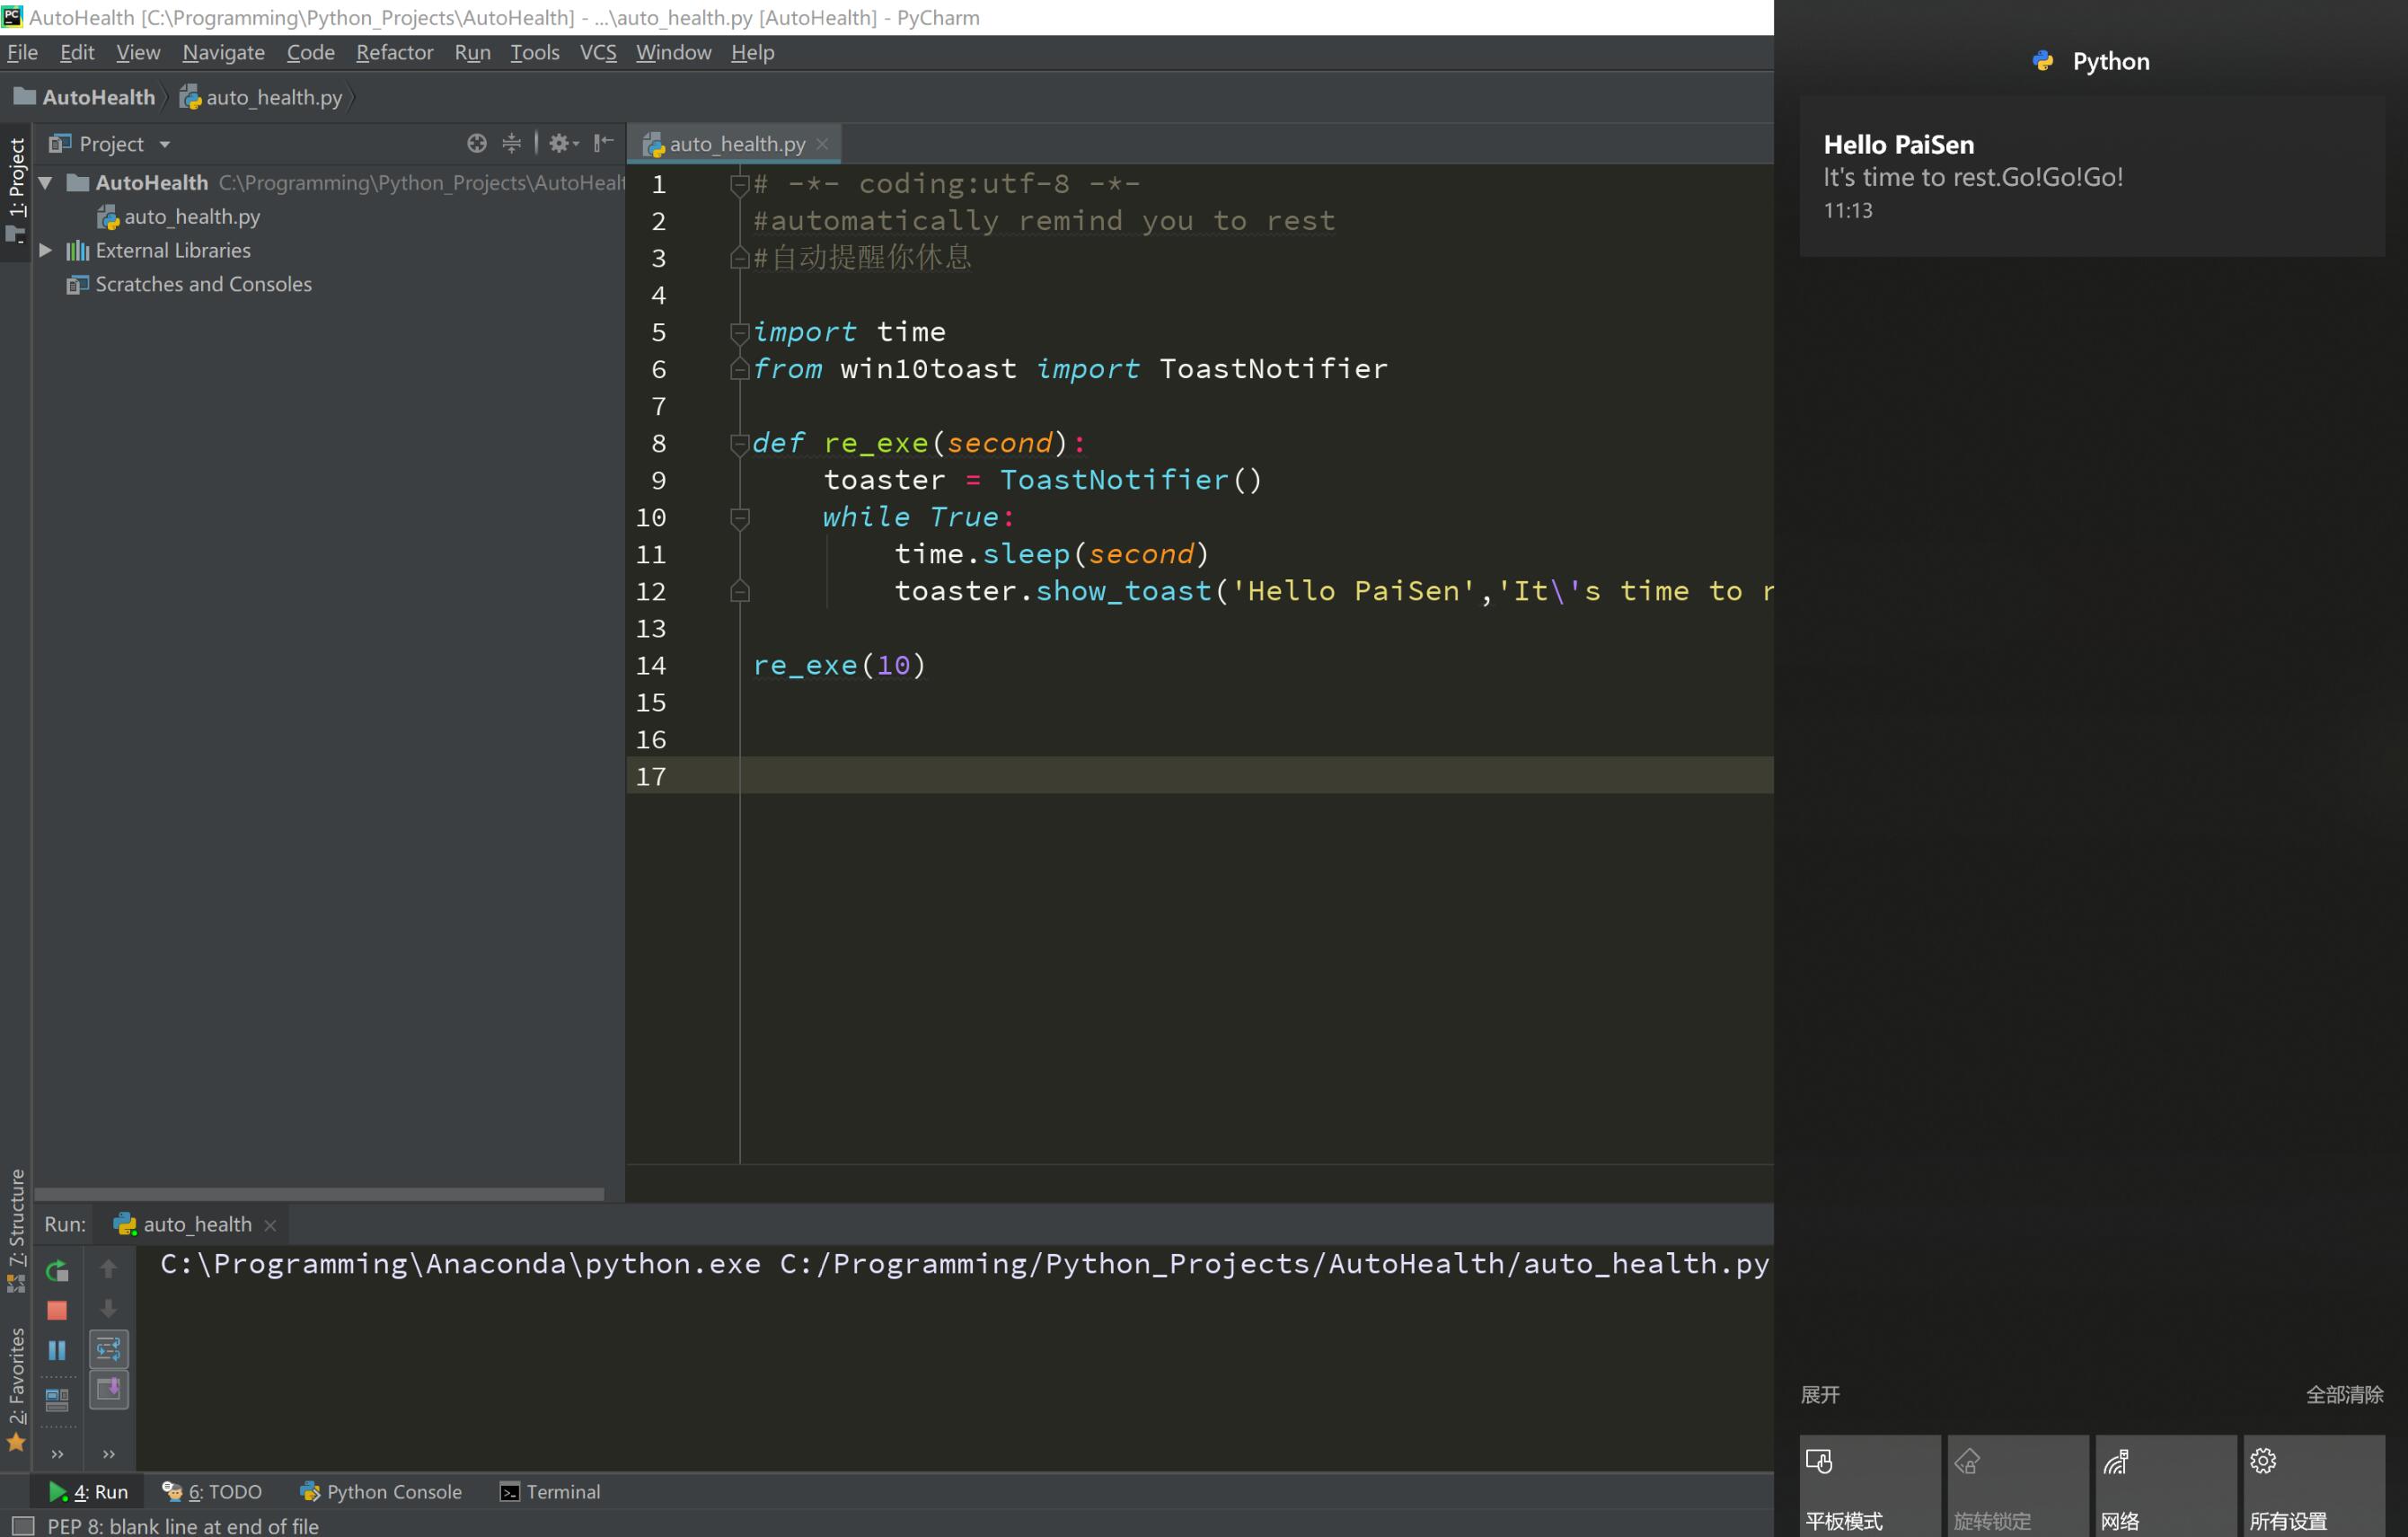 AutoHealth [C:\Programming\Python_Projects\AutoHealth] - ...\auto_health.py [AutoHealth] - PyCharm
File Edit View Navigate Code Refactor Run Tools VCS Window Help
AutoHealth auto_health.py
1: Project
Project
AutoHealth C:\Programming\Python_Projects\AutoHealt
auto_health.py
External Libraries
Scratches and Consoles
auto_health.py
1 # -*- coding:utf-8 -*-
2 #automatically remind you to rest
3 #自动提醒你休息
4
5 import time
6 from win10toast import ToastNotifier
7
8 def re_exe(second):
9 toaster = ToastNotifier()
10 while True:
11 time.sleep(second)
12 toaster.show_toast('Hello PaiSen','It\'s time to r
13
14 re_exe(10)
15
16
17
7: Structure
2: Favorites
Run: auto_health
C:\Programming\Anaconda\python.exe C:/Programming/Python_Projects/AutoHealth/auto_health.py
4: Run 6: TODO Python Console Terminal
PEP 8: blank line at end of file
Python
Hello PaiSen
It's time to rest.Go!Go!Go!
11:13
展开 全部清除
平板模式 旋转锁定 网络 所有设置